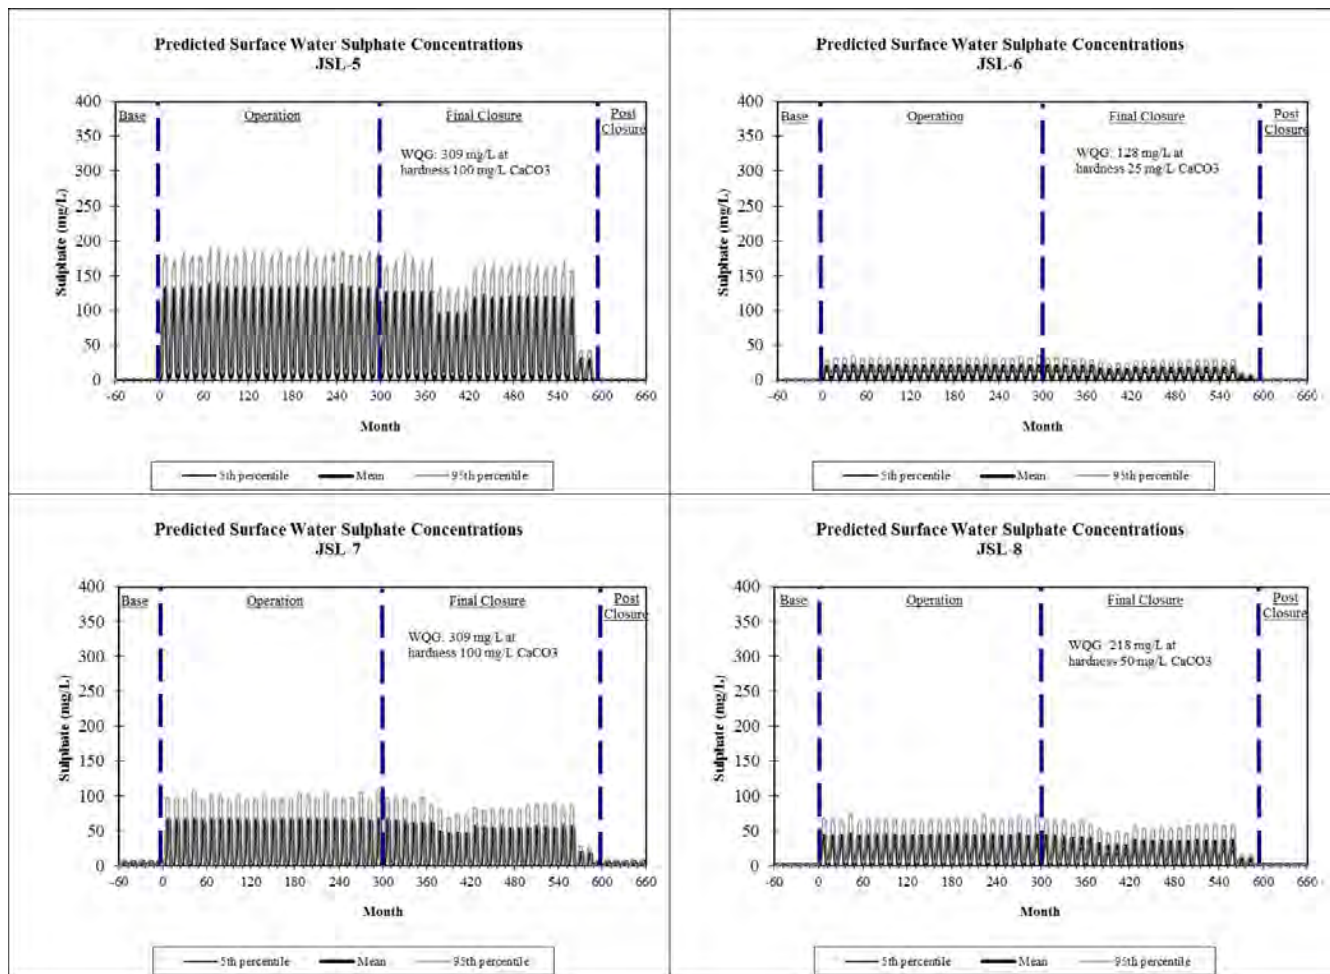 Predicted Surface Water Sulphate Concentrations
JSL-5
400
350
300
250
200
150
100
50
0
Sulphate (mg/L)
Base
Operation
Final Closure
Post
Closure
WQG: 309 mg/L at
hardness 100 mg/L CaCO3
-60 0 60 120 180 240 300 360 420 480 540 600 660
Month
5th percentile Mean 95th percentile
Predicted Surface Water Sulphate Concentrations
JSL-6
400
350
300
250
200
150
100
50
0
Sulphate (mg/L)
Base
Operation
Final Closure
Post
Closure
WQG: 128 mg/L at
hardness 25 mg/L CaCO3
-60 0 60 120 180 240 300 360 420 480 540 600 660
Month
5th percentile Mean 95th percentile
Predicted Surface Water Sulphate Concentrations
JSL-7
400
350
300
250
200
150
100
50
0
Sulphate (mg/L)
Base
Operation
Final Closure
Post
Closure
WQG: 309 mg/L at
hardness 100 mg/L CaCO3
-60 0 60 120 180 240 300 360 420 480 540 600 660
Month
5th percentile Mean 95th percentile
Predicted Surface Water Sulphate Concentrations
JSL-8
400
350
300
250
200
150
100
50
0
Sulphate (mg/L)
Base
Operation
Final Closure
Post
Closure
WQG: 218 mg/L at
hardness 50 mg/L CaCO3
-60 0 60 120 180 240 300 360 420 480 540 600 660
Month
5th percentile Mean 95th percentile